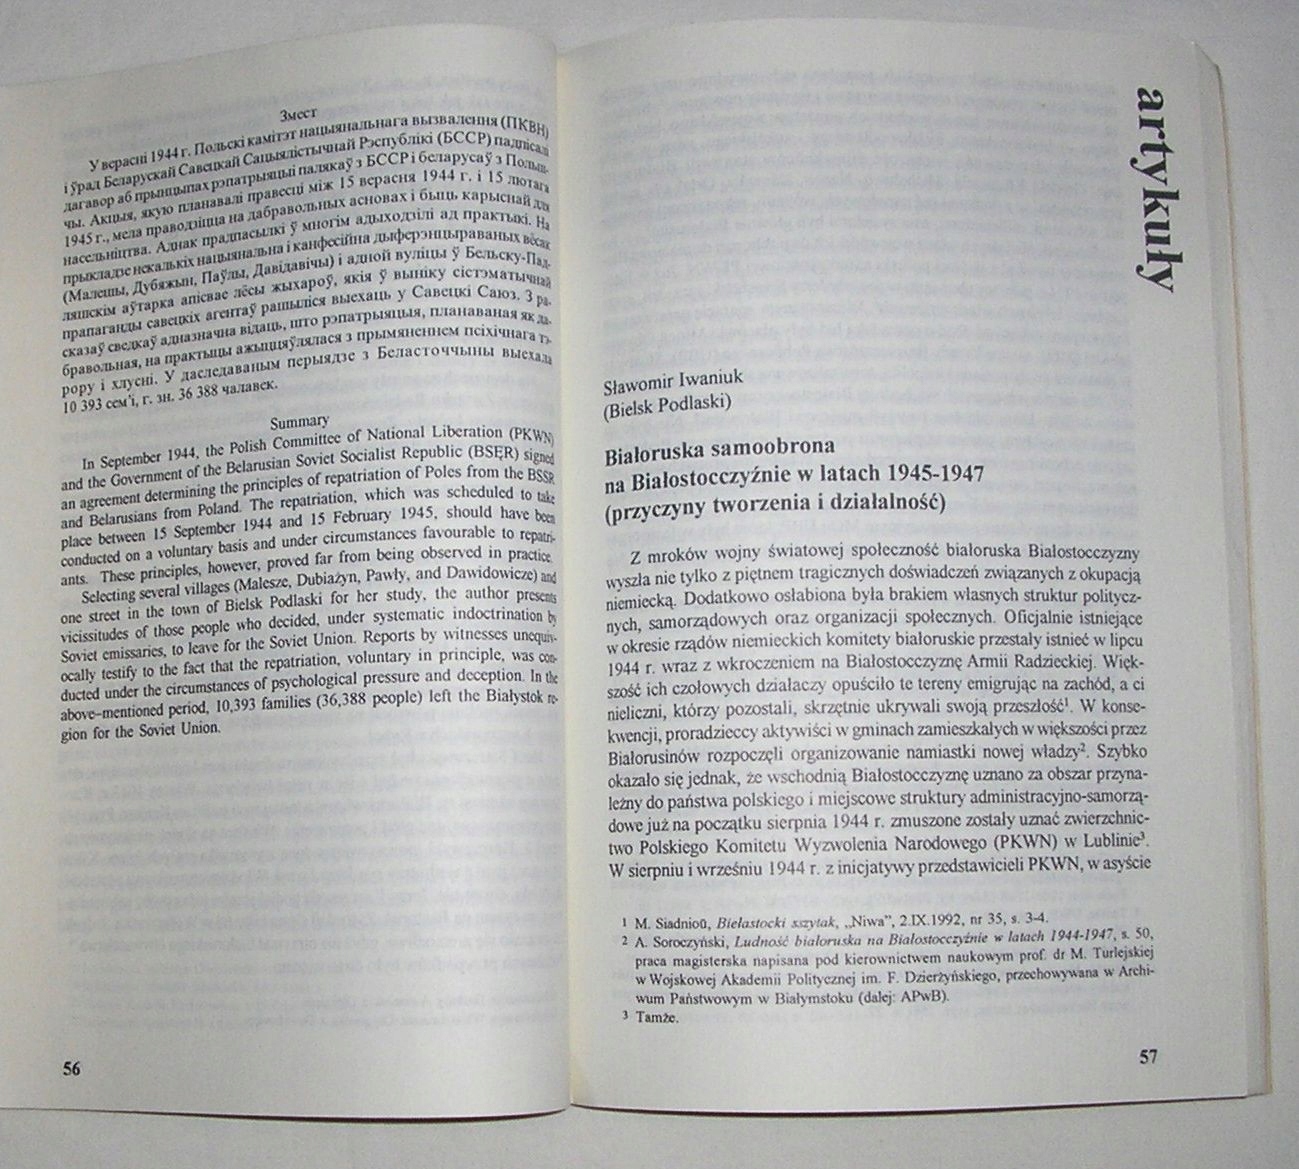 Змест
У верасні 1944 г. Польскі камітэт нацыянальнага вызвалення (ПКВН)
і ўрад Беларускай Савецкай Сацыялістычнай Рэспублікі (БССР) падпісалі
дагавор аб прынцыпах рэпатрыяцыі палякаў з БССР і беларусаў з Поль­
чы. Акцыя, якую планавалі правесці між 15 верасня 1944 г. і 15 лютага
1945 г., мела праводзіцца на дабравольных асновах і быць карыснай для
насельніцтва. Аднак прадпасылкі ў многім адыходзілі ад практыкі. На
прыкладзе некалькіх нацыянальна і канфесійна дыферэнцыраваных вёсак
(Малешы, Дубяжын, Паўлы, Давідавічы) і адной вуліцы ў Бельску-Пад-
ляшскім аўтарка апісвае лёсы жыхароў, якія ў выніку сістэматычнай
прапаганды савецкіх агентаў рашыліся выехаць у Савецкі Саюз. З ра-
сказаў сведкаў адназначна відаць, што рэпатрыяцыя, планаваная як да-
бравольная, на практыцы ажыццяўлялася з прымяненнем псіхічнага тэ-
рору і хлусні. У даследаваным перыядзе з Беласточчыны выехала
10 393 сем'і, г. зн. 36 388 чалавек.
Summary
In September 1944, the Polish Committee of National Liberation (PKWN)
and the Government of the Belarusian Soviet Socialist Republic (BSRR) signed
an agreement determining the principles of repatriation of Poles from the BSSR
and Belarusians from Poland. The repatriation, which was scheduled to take
place between 15 September 1944 and 15 February 1945, should have been
conducted on a voluntary basis and under circumstances favourable to repatri-
ants. These principles, however, proved far from being observed in practice.
Selecting several villages (Malesze, Dubiażyn, Pawły, and Dawidowicze) and
one street in the town of Bielsk Podlaski for her study, the author presents
vicissitudes of those people who decided, under systematic indoctrination by
Soviet emissaries, to leave for the Soviet Union. Reports by witnesses unequiv-
ocally testify to the fact that the repatriation, voluntary in principle, was con-
ducted under the circumstances of psychological pressure and deception. In the
above–mentioned period, 10,393 families (36,388 people) left the Białystok re-
gion for the Soviet Union.
56
artykuły
Sławomir Iwaniuk
(Bielsk Podlaski)
Białoruska samoobrona
na Białostocczyźnie w latach 1945-1947
(przyczyny tworzenia i działalność)
Z mroków wojny światowej społeczność białoruska Białostocczyzny
wyszła nie tylko z piętnem tragicznych doświadczeń związanych z okupacją
niemiecką. Dodatkowo osłabiona była brakiem własnych struktur politycz-
nych, samorządowych oraz organizacji społecznych. Oficjalnie istniejące
w okresie rządów niemieckich komitety białoruskie przestały istnieć w lipcu
1944 r. wraz z wkroczeniem na Białostocczyznę Armii Radzieckiej. Więk-
szość ich czołowych działaczy opuściło te tereny emigrując na zachód, a ci
nieliczni, którzy pozostali, skrzętnie ukrywali swoją przeszłość¹. W konse-
kwencji, proradzieccy aktywiści w gminach zamieszkałych w większości przez
Białorusinów rozpoczęli organizowanie namiastki nowej władzy². Szybko
okazało się jednak, że wschodnią Białostocczyznę uznano za obszar przyna-
leżny do państwa polskiego i miejscowe struktury administracyjno-samorzą-
dowe już na początku sierpnia 1944 r. zmuszone zostały uznać zwierzchnic-
two Polskiego Komitetu Wyzwolenia Narodowego (PKWN) w Lublinie³.
W sierpniu i wrześniu 1944 r. z inicjatywy przedstawicieli PKWN, w asyście
1 M. Siadnioŭ, Biełastocki sszytak, „Niwa”, 2.IX.1992, nr 35, s. 3-4.
2 A. Soroczyński, Ludność białoruska na Białostocczyźnie w latach 1944-1947, s. 50,
praca magisterska napisana pod kierownictwem naukowym prof. dr M. Turlejskiej
w Wojskowej Akademii Politycznej im. F. Dzierżyńskiego, przechowywana w Archi-
wum Państwowym w Białymstoku (dalej: APwB).
3 Tamże.
57